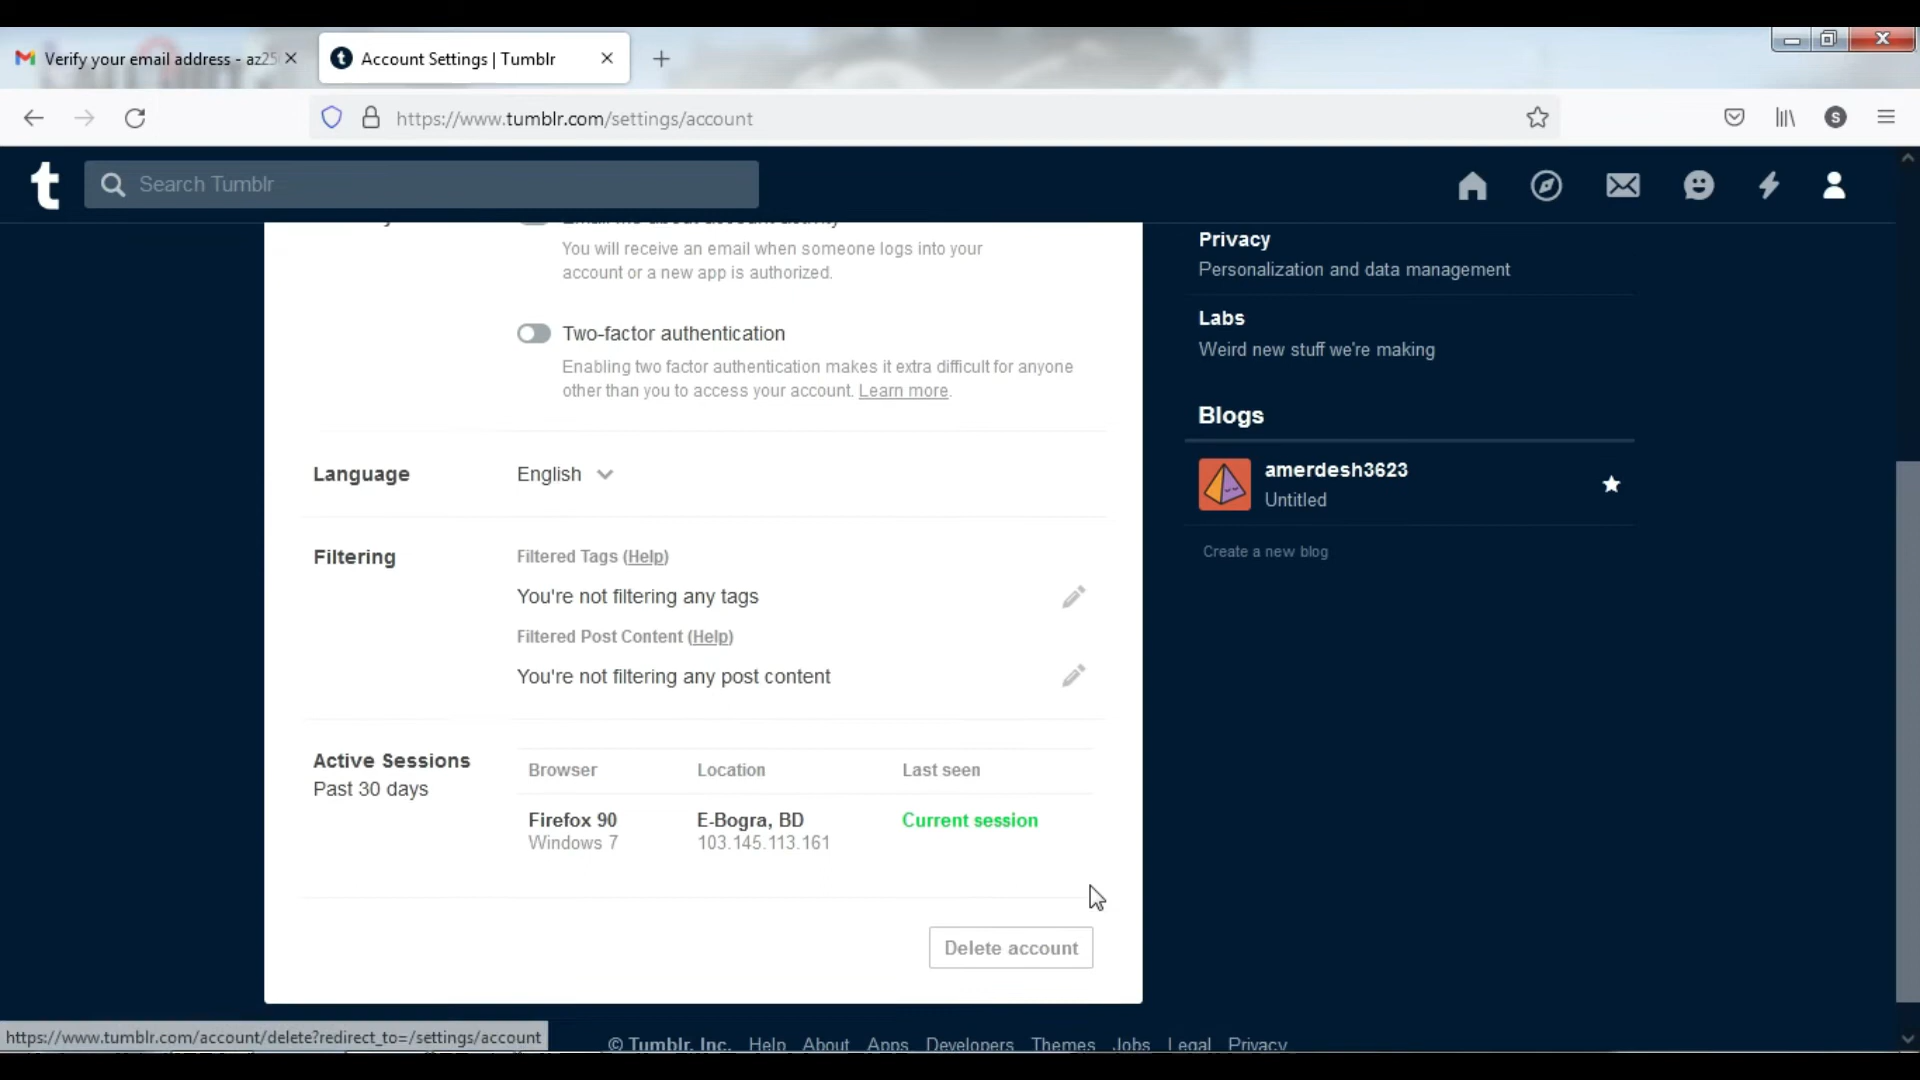 Verify your email address - az25
Account Settings | Tumblr
https://www.tumblr.com/settings/account
t
Search Tumblr
Email me about account activity
You will receive an email when someone logs into your
account or a new app is authorized.
Two-factor authentication
Enabling two factor authentication makes it extra difficult for anyone
other than you to access your account. Learn more.
Language
English
Filtering
Filtered Tags (Help)
You're not filtering any tags
Filtered Post Content (Help)
You're not filtering any post content
Active Sessions
Past 30 days
Browser Location Last seen
Firefox 90 E-Bogra, BD Current session
Windows 7 103.145.113.161
Delete account
Privacy
Personalization and data management
Labs
Weird new stuff we're making
Blogs
amerdesh3623
Untitled
Create a new blog
https://www.tumblr.com/account/delete?redirect_to=/settings/account
© Tumblr, Inc. Help About Apps Developers Themes Jobs Legal Privacy